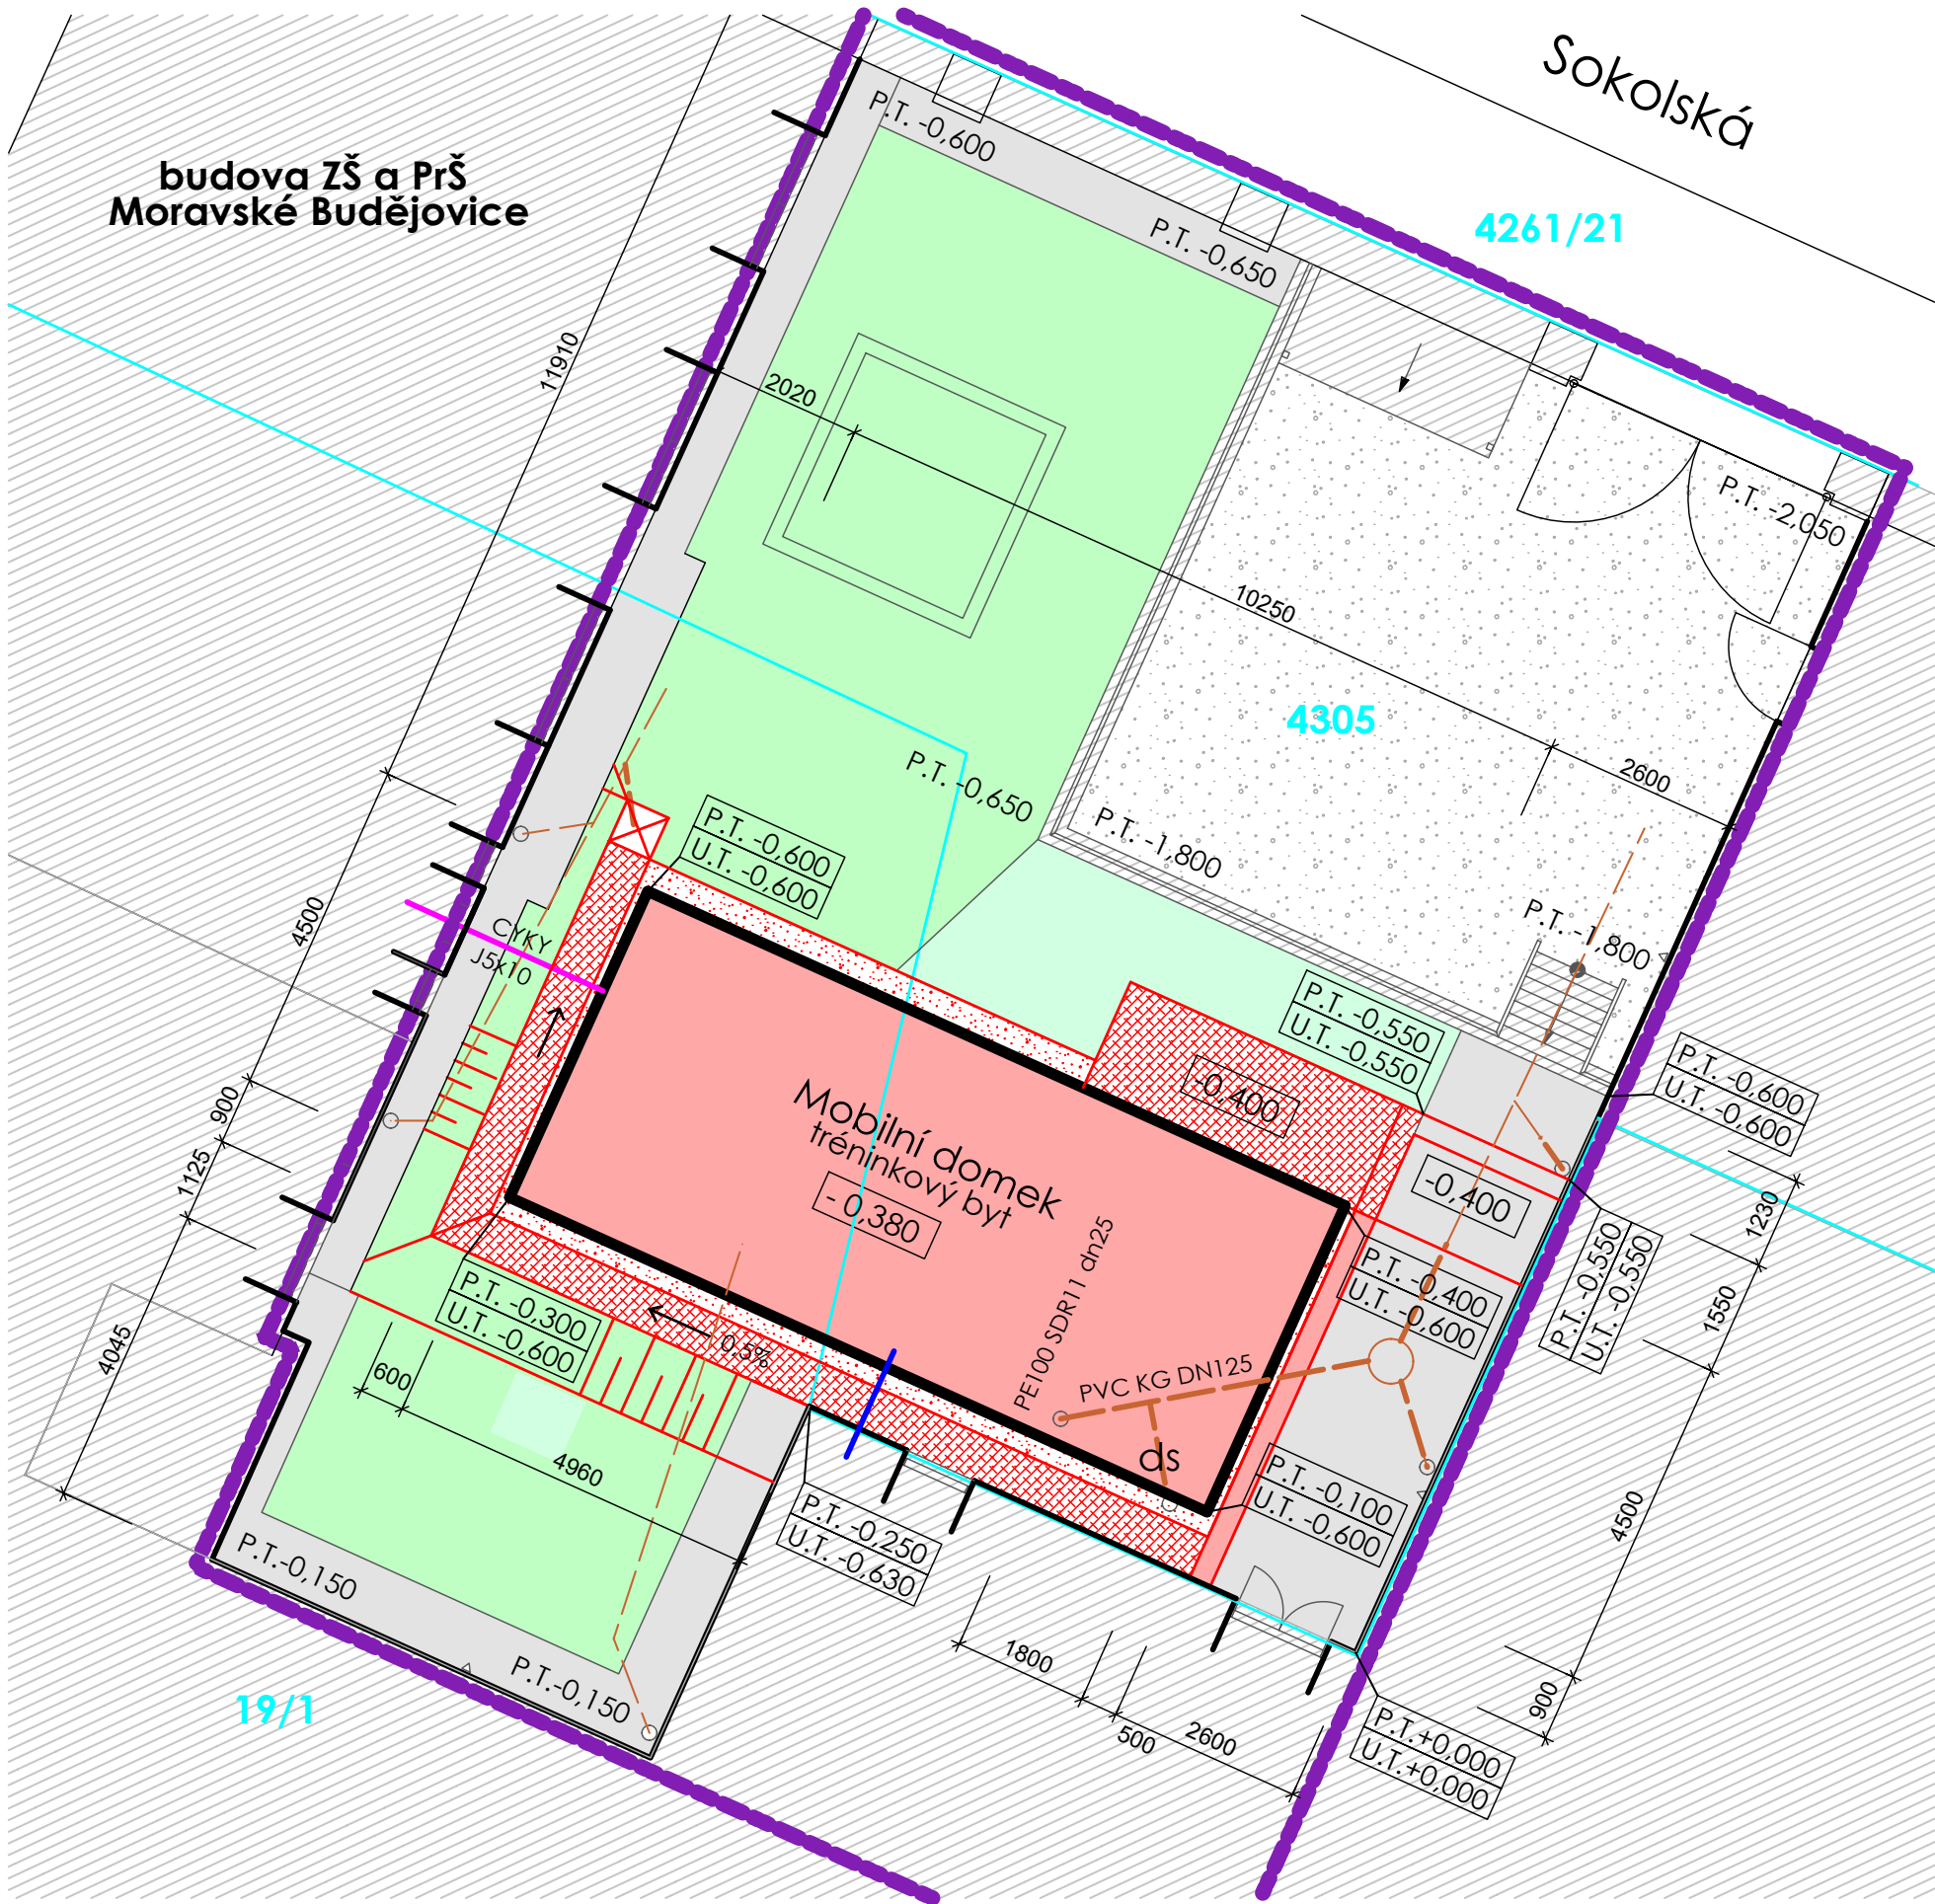 Sokolská
budova ZŠ a PrŠ
Moravské Budějovice
P.T. -0,600
4261/21
P.T. -0,650
11910
2020
P.T. -2,050
10250
4305
2600
P.T. -0,650
P.T. -0,600
U.T. -0,600
P.T. -1,800
P.T. -1,800
4500
CYKY
J5x10
P.T. -0,550
U.T. -0,550
-0,400
P.T. -0,600
U.T. -0,600
Mobilní domek
tréninkový byt
- 0,380
900
1125
-0,400
1230
P.T. -0,550
U.T. -0,550
P.T. -0,400
U.T. -0,600
1550
PE100 SDR11 dn25
P.T. -0,300
U.T. -0,600
0,5%
4045
600
PVC KG DN125
ds
4960
P.T. -0,100
U.T. -0,600
4500
P.T. -0,250
U.T. -0,630
P.T.-0,150
P.T.-0,150
19/1
1800
500
2600
900
P.T.+0,000
U.T.+0,000